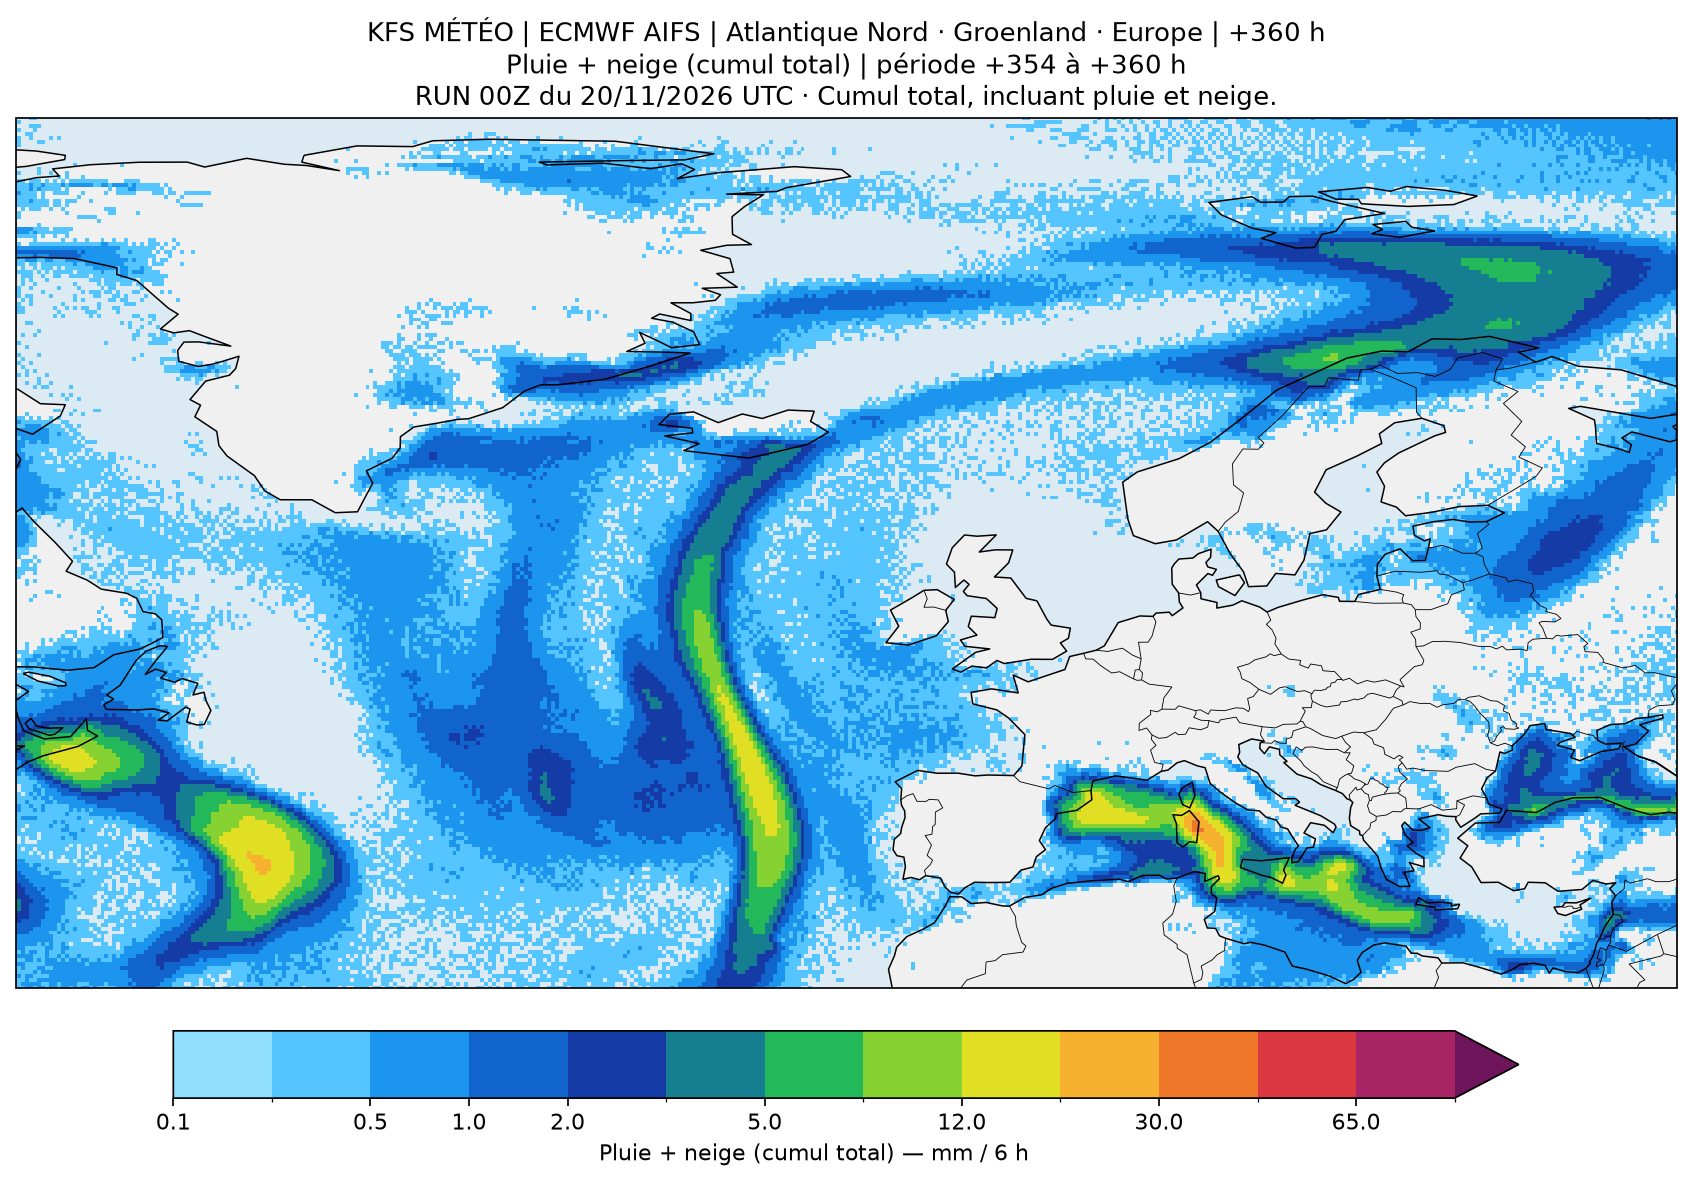 KFS MÉTÉO | ECMWF AIFS | Atlantique Nord · Groenland · Europe | +360 h
Pluie + neige (cumul total) | période +354 à +360 h
RUN 00Z du 20/11/2026 UTC · Cumul total, incluant pluie et neige.
0.1 0.5 1.0 2.0 5.0 12.0 30.0 65.0
Pluie + neige (cumul total) — mm / 6 h